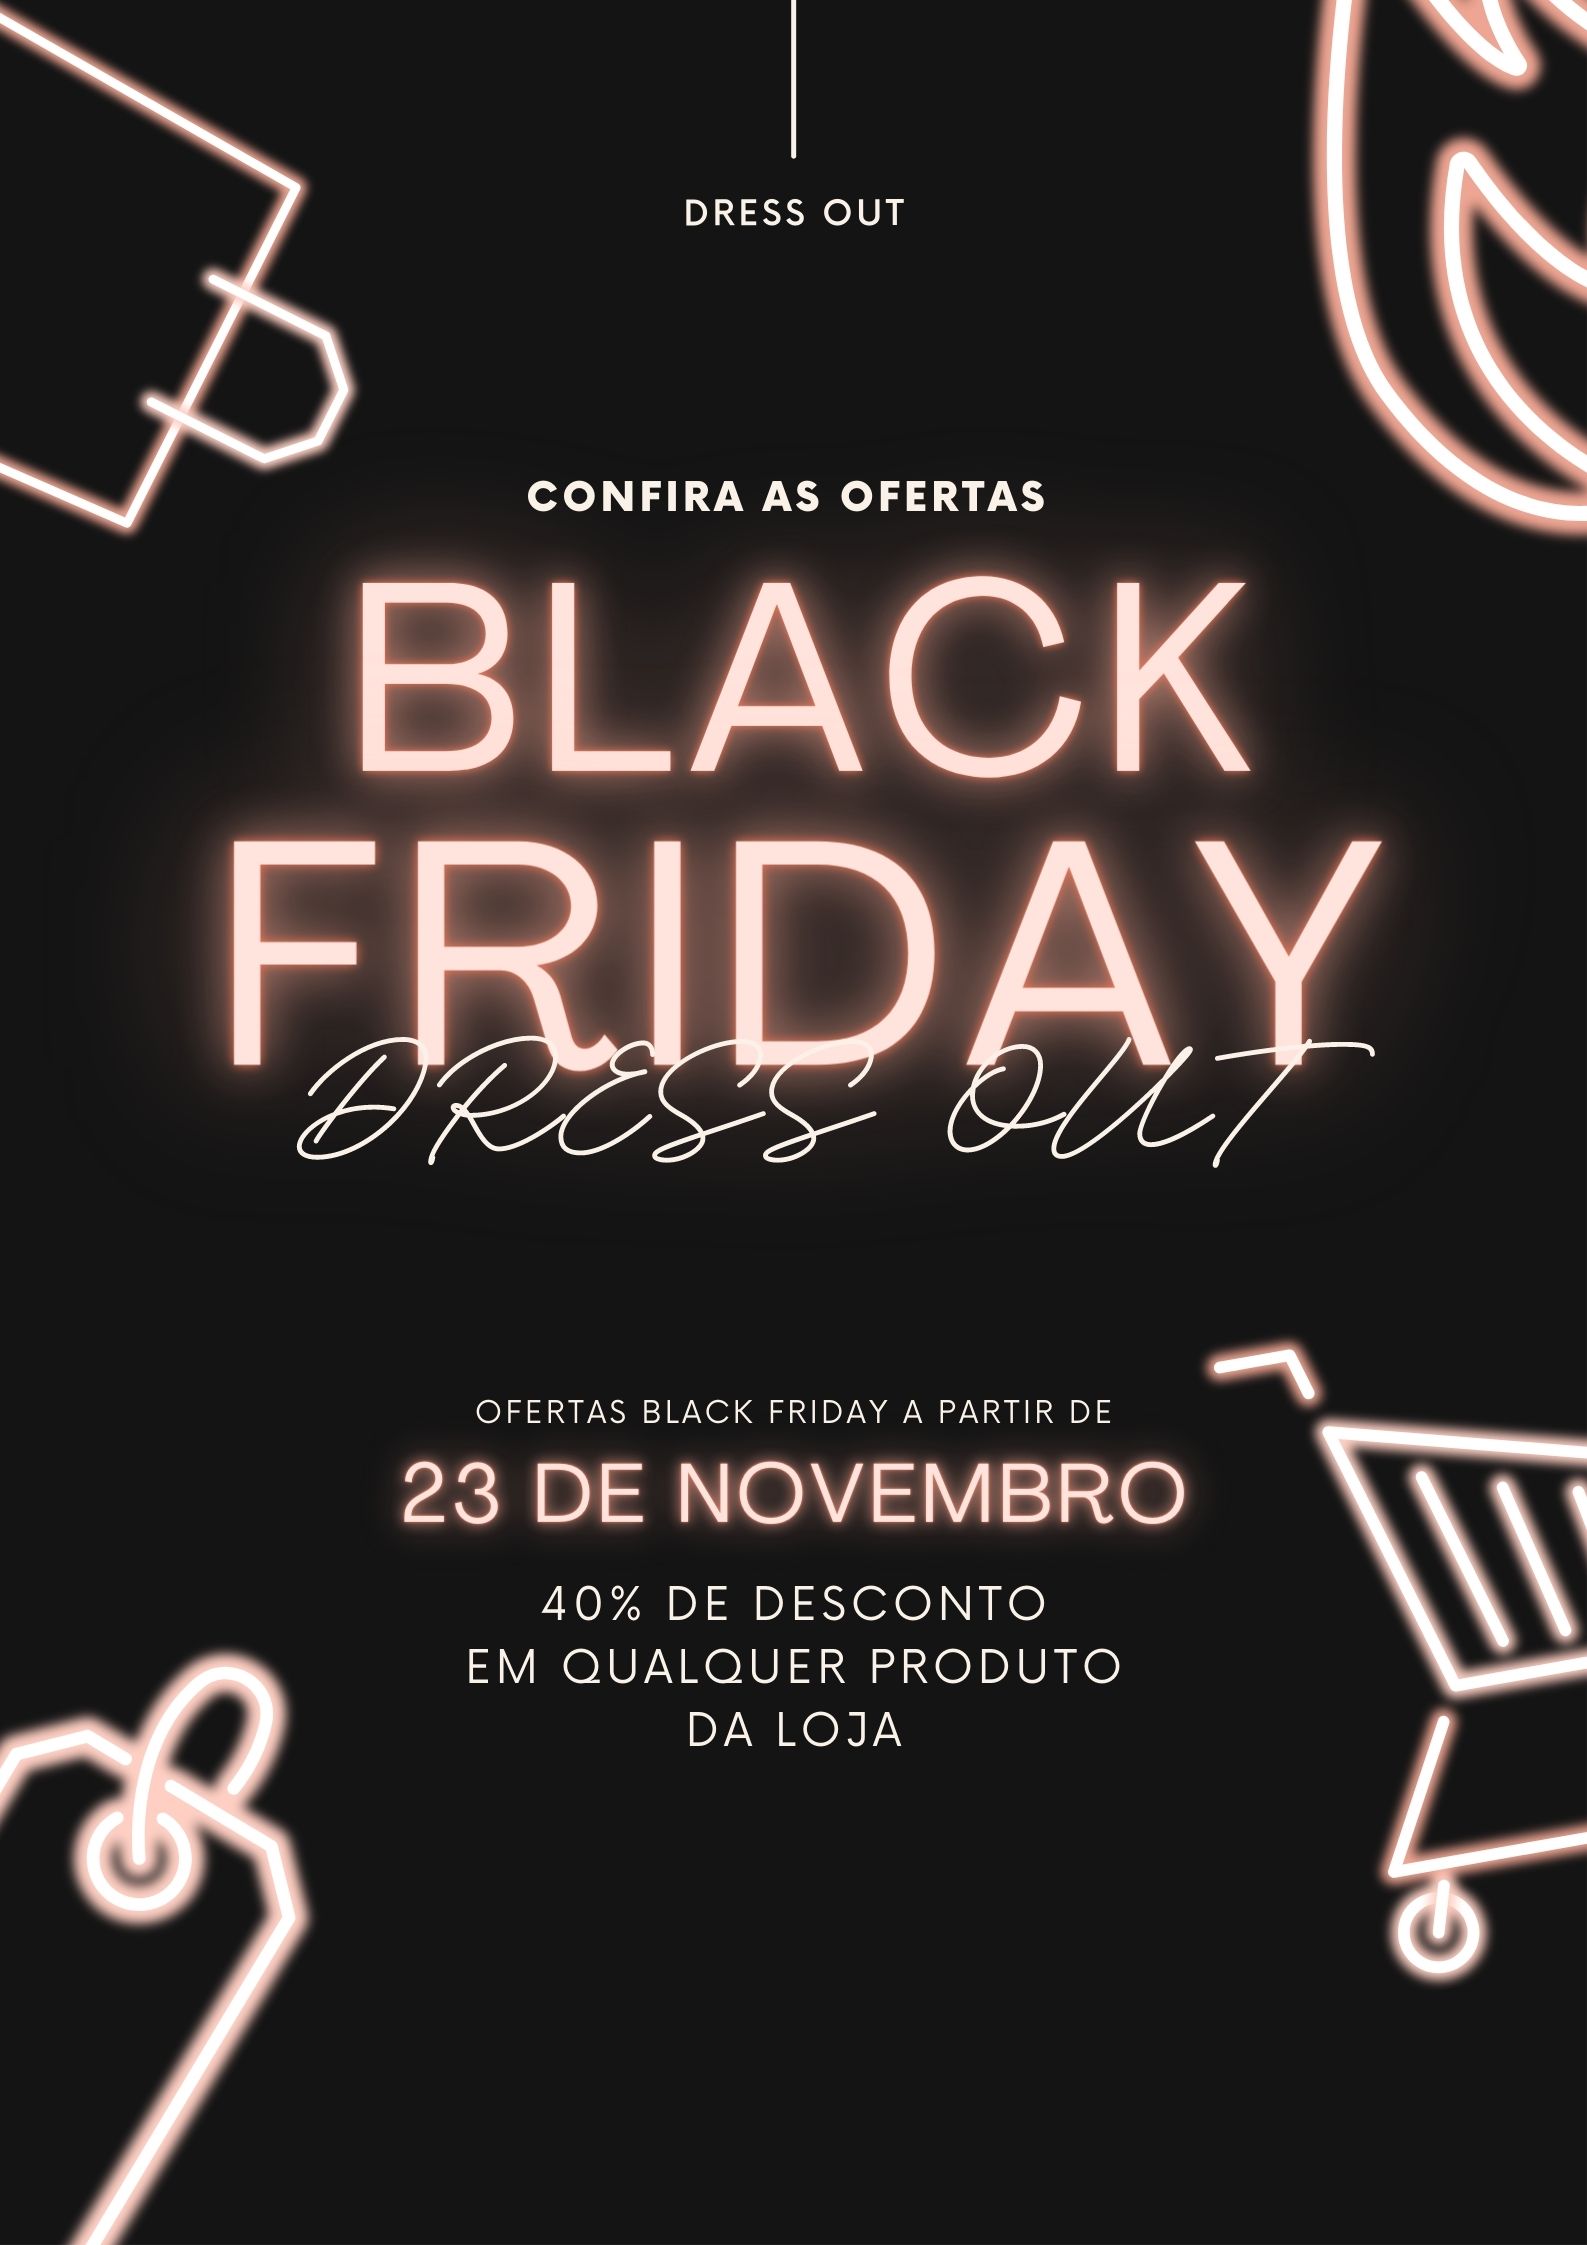 DRESS OUT
CONFIRA AS OFERTAS
BLACK
FRIDAY
DRESS OUT
OFERTAS BLACK FRIDAY A PARTIR DE
23 DE NOVEMBRO
40% DE DESCONTO
EM QUALQUER PRODUTO
DA LOJA